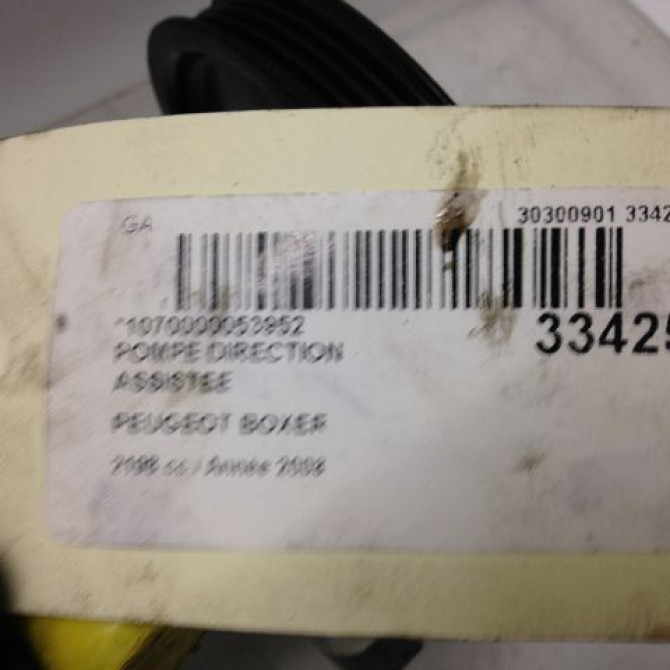 GA
30300901 3342
*1070000053952
33425
POMPE DIRECTION
ASSISTEE
PEUGEOT BOXER
2198 cc / Année 2008